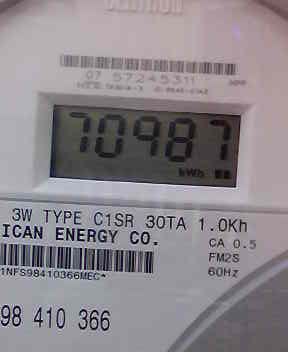 CENTRON
07 57245311
70987
kWh
3W TYPE C1SR 30TA 1.0Kh
ICAN ENERGY CO.
CA 0.5
FM2S
60Hz
1NFS98410366MEC*
98 410 366